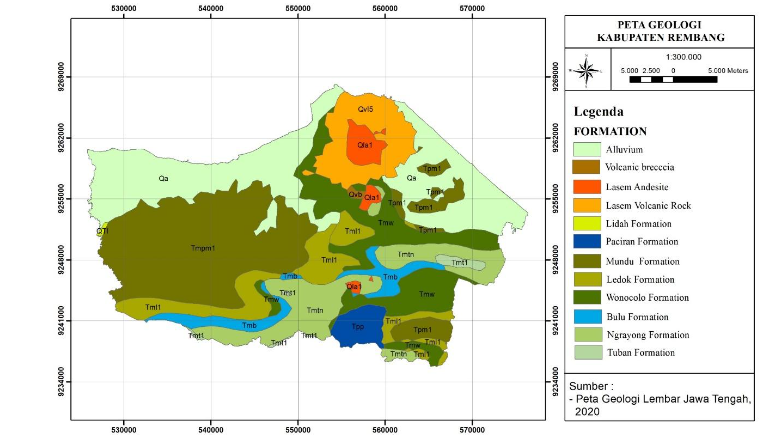 530000 540000 550000 560000 570000
9269000 9269000
9262000 9262000
9255000 9255000
9248000 9248000
9241000 9241000
9234000 9234000
Qvl5
Qla1
Qa
Qa
Tpm1
Tpm1
Qvb
Qla1
Tpm1
Tpm1
Tmw
QTl
Tml1
Tpm1
Tmpm1
Tmtn
Tml1
Tmt1
Tmb
Tmb
Qla1
Tmt1
Tmw
Tmw
Tml1
Tmtn
Tmb
Tpp
Tml1
Tpm1
Tmt1
Tmt1
Tmt1
Tml1
Tmw
Tmtn
Tml1
530000 540000 550000 560000 570000
PETA GEOLOGI
KABUPATEN REMBANG
1:300.000
5.000 2.500 0 5.000 Meters
Legenda
FORMATION
Alluvium
Volcanic brecccia
Lasem Andesite
Lasem Volcanic Rock
Lidah Formation
Paciran Formation
Mundu Formation
Ledok Formation
Wonocolo Formation
Bulu Formation
Ngrayong Formation
Tuban Formation
Sumber :
- Peta Geologi Lembar Jawa Tengah,
2020